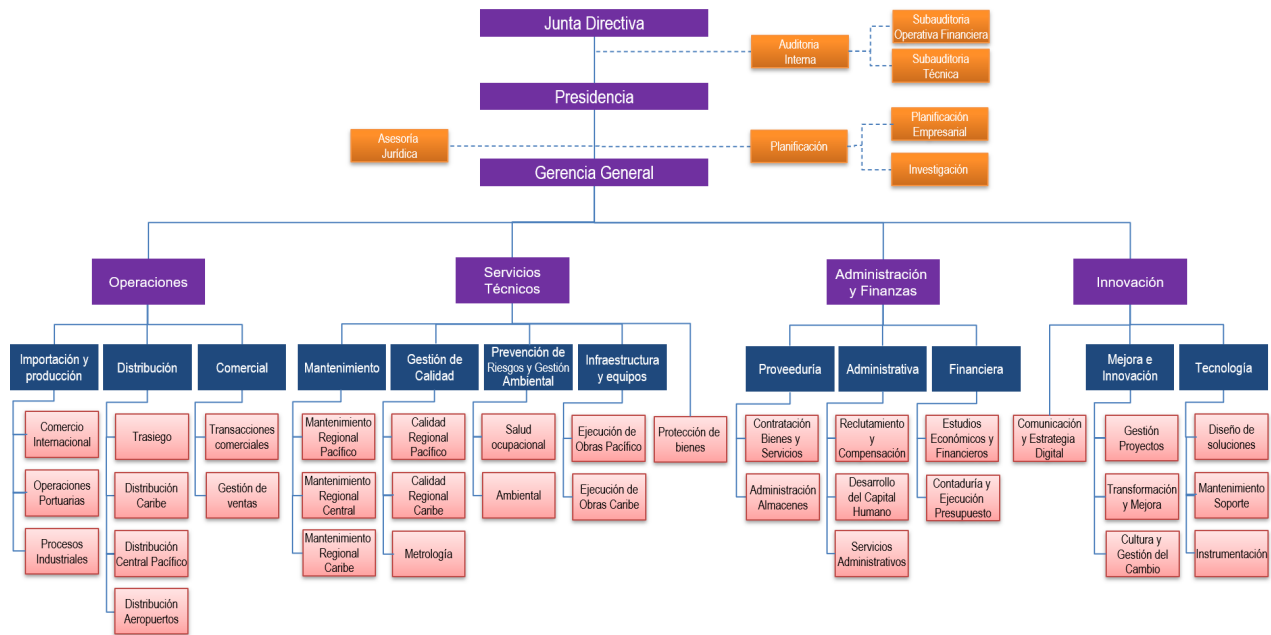 Junta Directiva
Subauditoria
Operativa Financiera
Auditoria
Interna
Subauditoria
Técnica
Presidencia
Planificación
Empresarial
Asesoría
Jurídica
Planificación
Investigación
Gerencia General
Operaciones
Servicios
Técnicos
Administración
y Finanzas
Innovación
Importación y
producción
Distribución
Comercial
Mantenimiento
Gestión de
Calidad
Prevención de
Riesgos y Gestión
Ambiental
Infraestructura
y equipos
Proveeduría
Administrativa
Financiera
Mejora e
Innovación
Tecnología
Comercio
Internacional
Trasiego
Transacciones
comerciales
Mantenimiento
Regional
Pacífico
Calidad
Regional
Pacífico
Salud
ocupacional
Ejecución de
Obras Pacífico
Protección de
bienes
Contratación
Bienes y
Servicios
Reclutamiento
y
Compensación
Estudios
Económicos y
Financieros
Comunicación
y Estrategia
Digital
Gestión
Proyectos
Diseño de
soluciones
Operaciones
Portuarias
Distribución
Caribe
Gestión de
ventas
Mantenimiento
Regional
Central
Calidad
Regional
Caribe
Ambiental
Ejecución de
Obras Caribe
Administración
Almacenes
Desarrollo
del Capital
Humano
Contaduría y
Ejecución
Presupuesto
Transformación
y Mejora
Mantenimiento
Soporte
Procesos
Industriales
Distribución
Central Pacífico
Mantenimiento
Regional
Caribe
Metrología
Servicios
Administrativos
Cultura y
Gestión del
Cambio
Instrumentación
Distribución
Aeropuertos